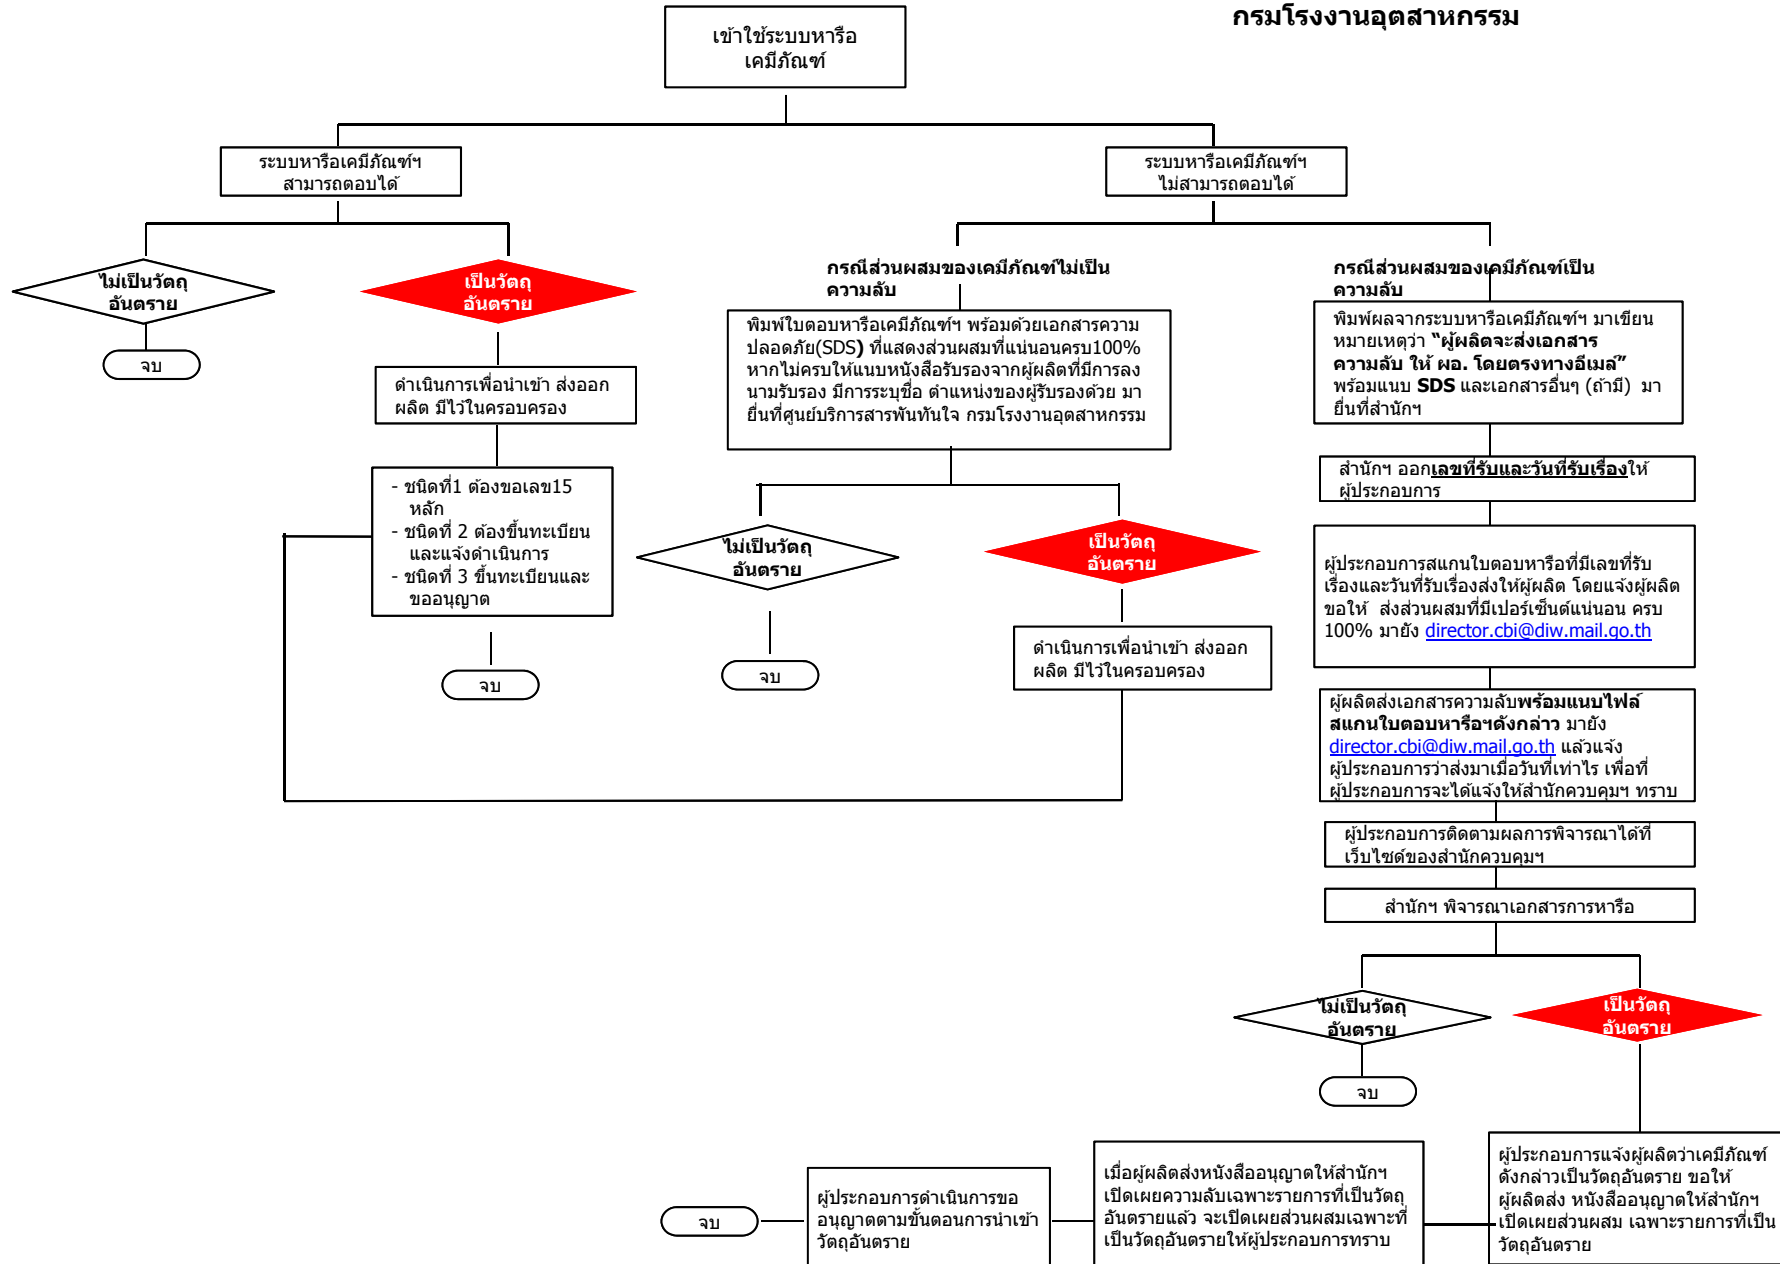 กรมโรงงานอุตสาหกรรม
เข้าใช้ระบบหารือ
เคมีภัณฑ์
ระบบหารือเคมีภัณฑ์ฯ
สามารถตอบได้
ระบบหารือเคมีภัณฑ์ฯ
ไม่สามารถตอบได้
ไม่เป็นวัตถุ
อันตราย
จบ
เป็นวัตถุ
อันตราย
ดำเนินการเพื่อนำเข้า ส่งออก
ผลิต มีไว้ในครอบครอง
- ชนิดที่1 ต้องขอเลข15
หลัก
- ชนิดที่ 2 ต้องขึ้นทะเบียน
และแจ้งดำเนินการ
- ชนิดที่ 3 ขึ้นทะเบียนและ
ขออนุญาต
จบ
กรณีส่วนผสมของเคมีภัณฑ์ไม่เป็น
ความลับ
พิมพ์ใบตอบหารือเคมีภัณฑ์ฯ พร้อมด้วยเอกสารความ
ปลอดภัย(SDS) ที่แสดงส่วนผสมที่แน่นอนครบ100%
หากไม่ครบให้แนบหนังสือรับรองจากผู้ผลิตที่มีการลง
นามรับรอง มีการระบุชื่อ ตำแหน่งของผู้รับรองด้วย มา
ยื่นที่ศูนย์บริการสารพันทันใจ กรมโรงงานอุตสาหกรรม
ไม่เป็นวัตถุ
อันตราย
จบ
เป็นวัตถุ
อันตราย
ดำเนินการเพื่อนำเข้า ส่งออก
ผลิต มีไว้ในครอบครอง
กรณีส่วนผสมของเคมีภัณฑ์เป็น
ความลับ
พิมพ์ผลจากระบบหารือเคมีภัณฑ์ฯ มาเขียน
หมายเหตุว่า “ผู้ผลิตจะส่งเอกสาร
ความลับ ให้ ผอ. โดยตรงทางอีเมล์”
พร้อมแนบ SDS และเอกสารอื่นๆ (ถ้ามี) มา
ยื่นที่สำนักฯ
สำนักฯ ออกเลขที่รับและวันที่รับเรื่องให้
ผู้ประกอบการ
ผู้ประกอบการสแกนใบตอบหารือที่มีเลขที่รับ
เรื่องและวันที่รับเรื่องส่งให้ผู้ผลิต โดยแจ้งผู้ผลิต
ขอให้ ส่งส่วนผสมที่มีเปอร์เซ็นต์แน่นอน ครบ
100% มายัง director.cbi@diw.mail.go.th
ผู้ผลิตส่งเอกสารความลับพร้อมแนบไฟล์
สแกนใบตอบหารือฯดังกล่าว มายัง
director.cbi@diw.mail.go.th แล้วแจ้ง
ผู้ประกอบการว่าส่งมาเมื่อวันที่เท่าไร เพื่อที่
ผู้ประกอบการจะได้แจ้งให้สำนักควบคุมฯ ทราบ
ผู้ประกอบการติดตามผลการพิจารณาได้ที่
เว็บไซด์ของสำนักควบคุมฯ
สำนักฯ พิจารณาเอกสารการหารือ
ไม่เป็นวัตถุ
อันตราย
จบ
เป็นวัตถุ
อันตราย
ผู้ประกอบการแจ้งผู้ผลิตว่าเคมีภัณฑ์
ดังกล่าวเป็นวัตถุอันตราย ขอให้
ผู้ผลิตส่ง หนังสืออนุญาตให้สำนักฯ
เปิดเผยส่วนผสม เฉพาะรายการที่เป็น
วัตถุอันตราย
เมื่อผู้ผลิตส่งหนังสืออนุญาตให้สำนักฯ
เปิดเผยความลับเฉพาะรายการที่เป็นวัตถุ
อันตรายแล้ว จะเปิดเผยส่วนผสมเฉพาะที่
เป็นวัตถุอันตรายให้ผู้ประกอบการทราบ
ผู้ประกอบการดำเนินการขอ
อนุญาตตามขั้นตอนการนำเข้า
วัตถุอันตราย
จบ